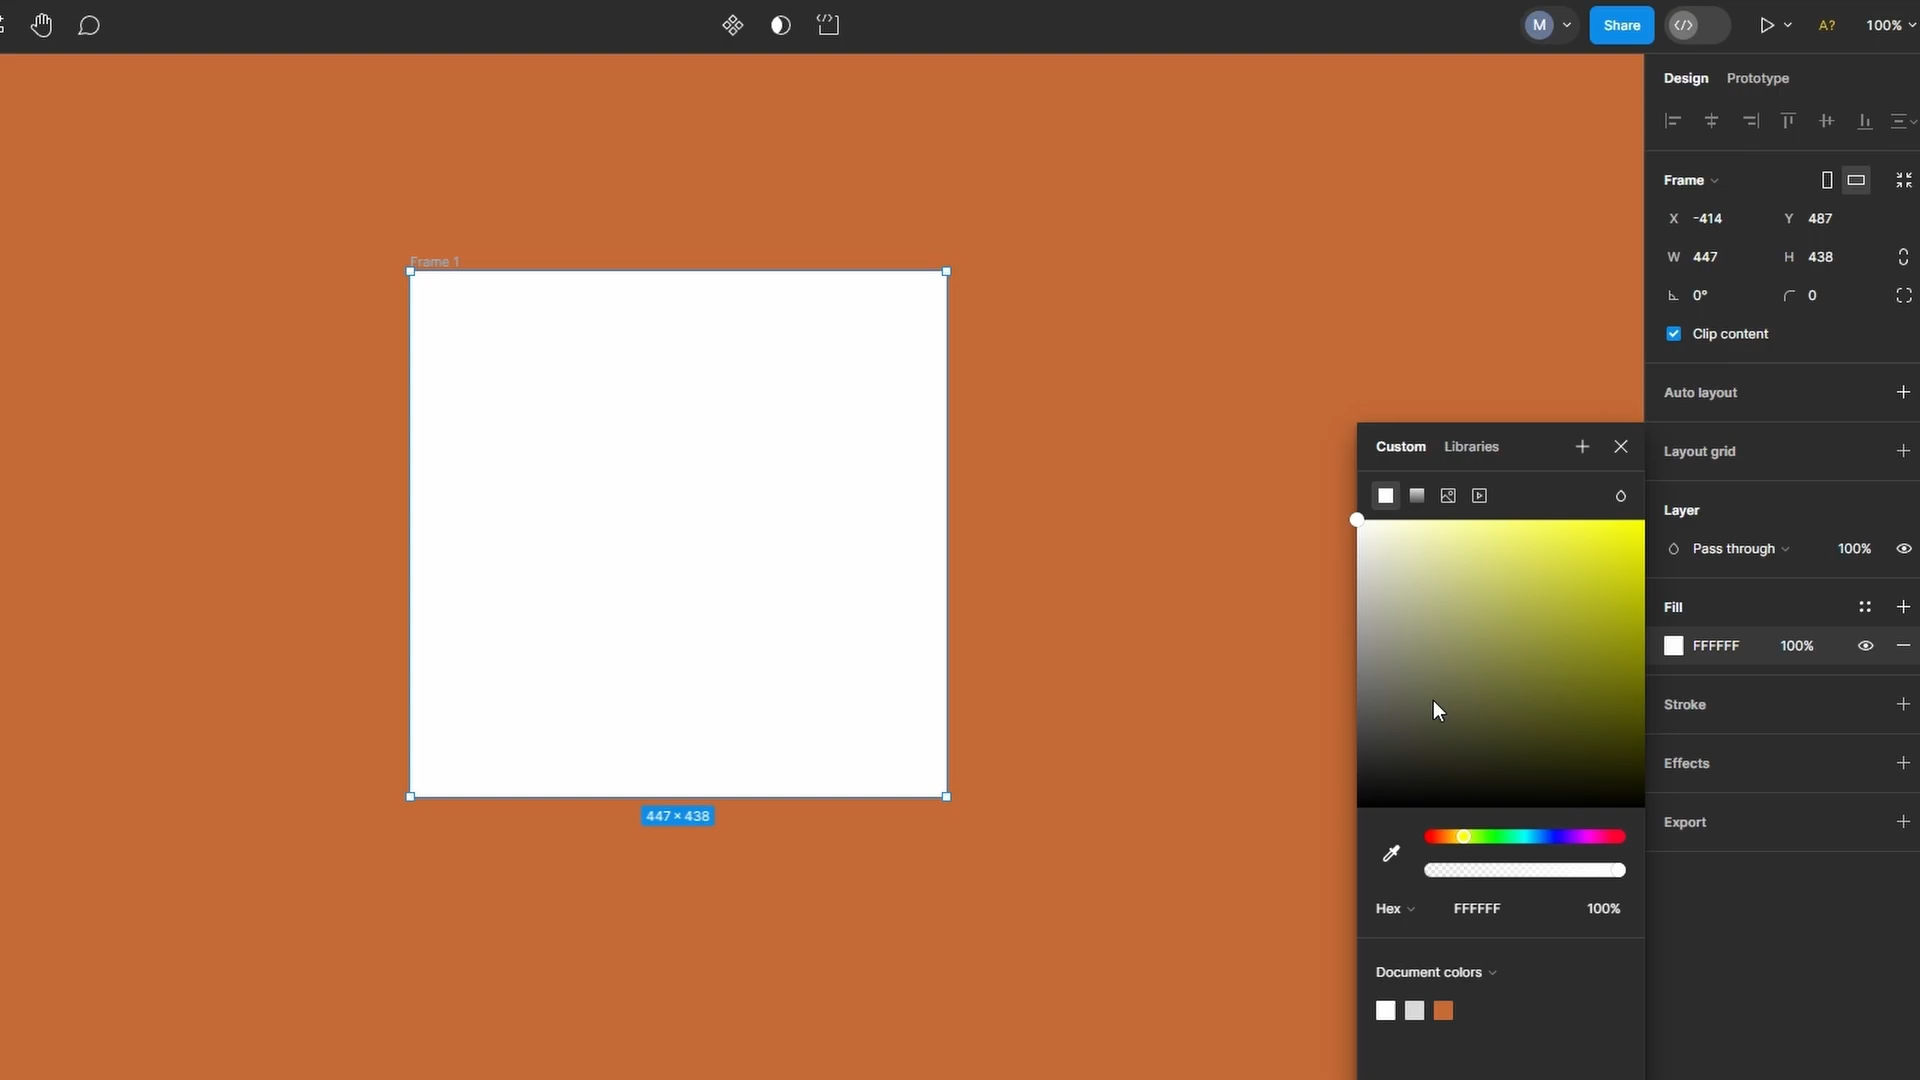 M
Share
A?
100%
Design
Prototype
Frame
X -414
Y 487
W 447
H 438
0°
0
Clip content
Auto layout
Layout grid
Layer
Pass through
100%
Fill
FFFFFF
100%
Stroke
Effects
Export
Frame 1
447 × 438
Custom
Libraries
Hex
FFFFFF
100%
Document colors